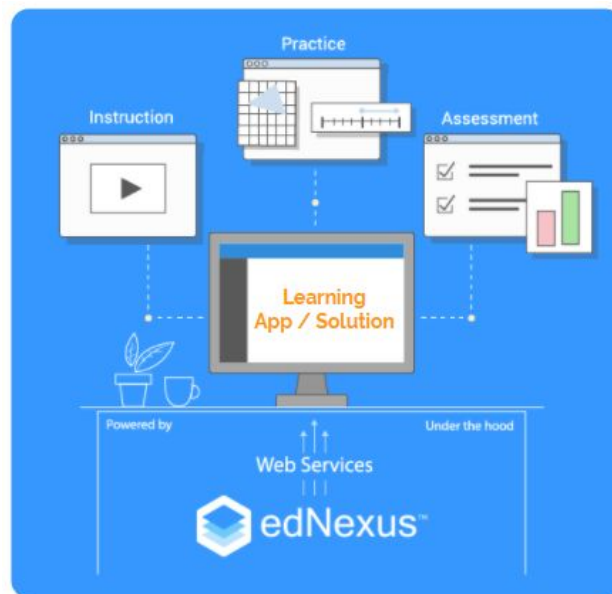 Practice
Instruction
Assessment
Learning
App / Solution
Powered by
Under the hood
Web Services
edNexus™